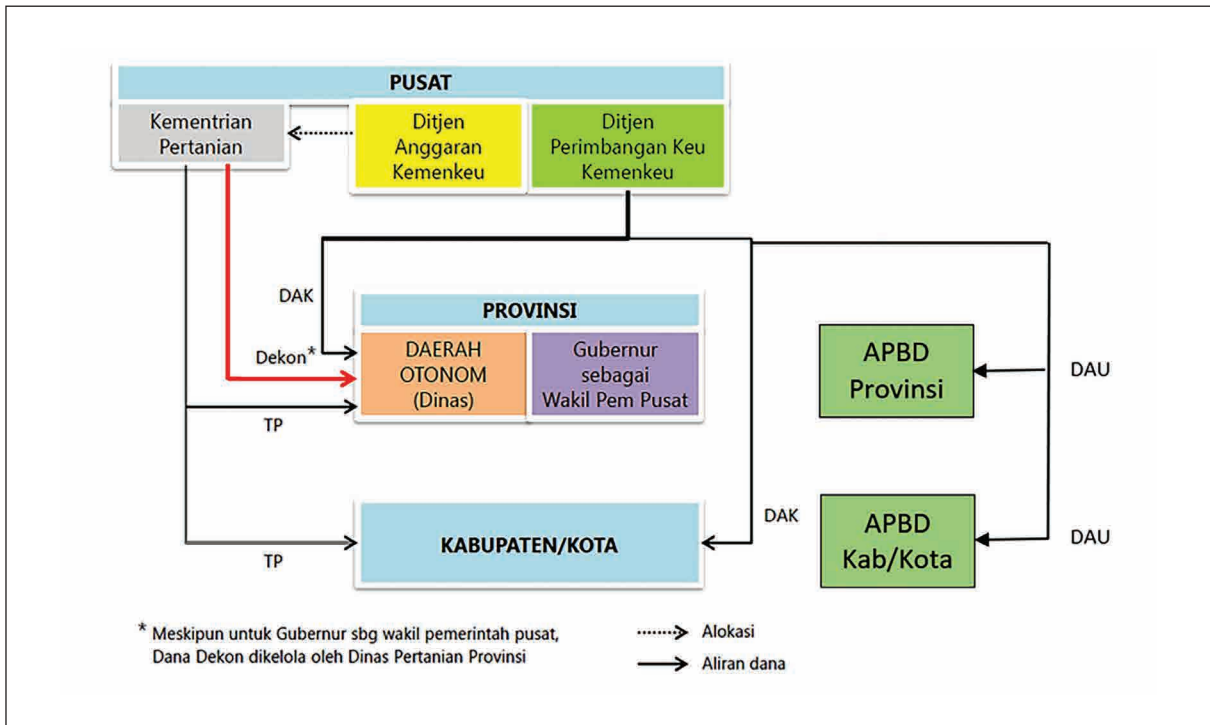 PUSAT
Kementrian
Pertanian
Ditjen
Anggaran
Kemenkeu
Ditjen
Perimbangan Keu
Kemenkeu
DAK
PROVINSI
Dekon*
DAERAH
OTONOM
(Dinas)
Gubernur
sebagai
Wakil Pem Pusat
TP
APBD
Provinsi
DAU
KABUPATEN/KOTA
TP
DAK
APBD
Kab/Kota
DAU
* Meskipun untuk Gubernur sbg wakil pemerintah pusat,
Dana Dekon dikelola oleh Dinas Pertanian Provinsi
Alokasi
Aliran dana